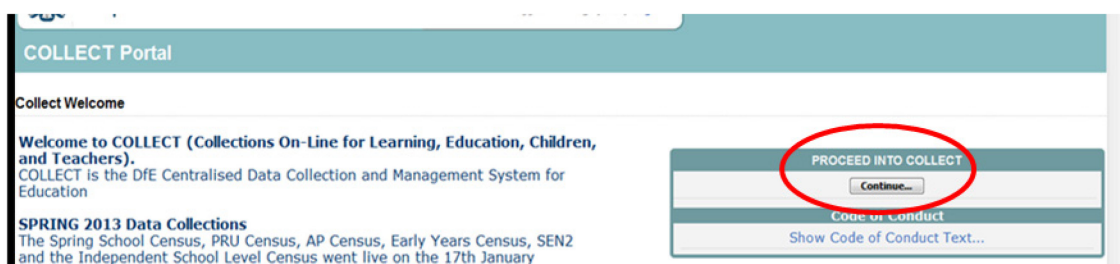 COLLECT Portal
Collect Welcome
Welcome to COLLECT (Collections On-Line for Learning, Education, Children,
and Teachers).
COLLECT is the DfE Centralised Data Collection and Management System for
Education
SPRING 2013 Data Collections
The Spring School Census, PRU Census, AP Census, Early Years Census, SEN2
and the Independent School Level Census went live on the 17th January
PROCEED INTO COLLECT
Continue...
Code of Conduct
Show Code of Conduct Text...